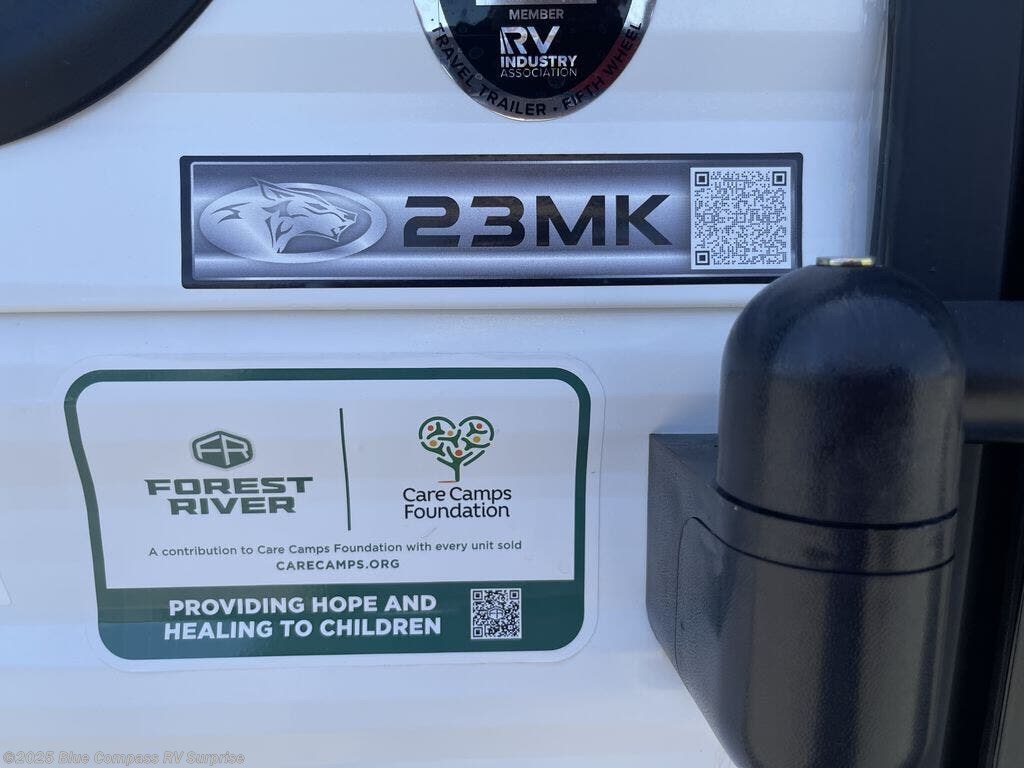 MEMBER
RV
INDUSTRY
ASSOCIATION
TRAVEL TRAILER • FIFTH WHEEL
23MK
FR
FOREST
RIVER
Care Camps
Foundation
A contribution to Care Camps Foundation with every unit sold
CARECAMPS.ORG
PROVIDING HOPE AND
HEALING TO CHILDREN
©2025 Blue Compass RV Surprise